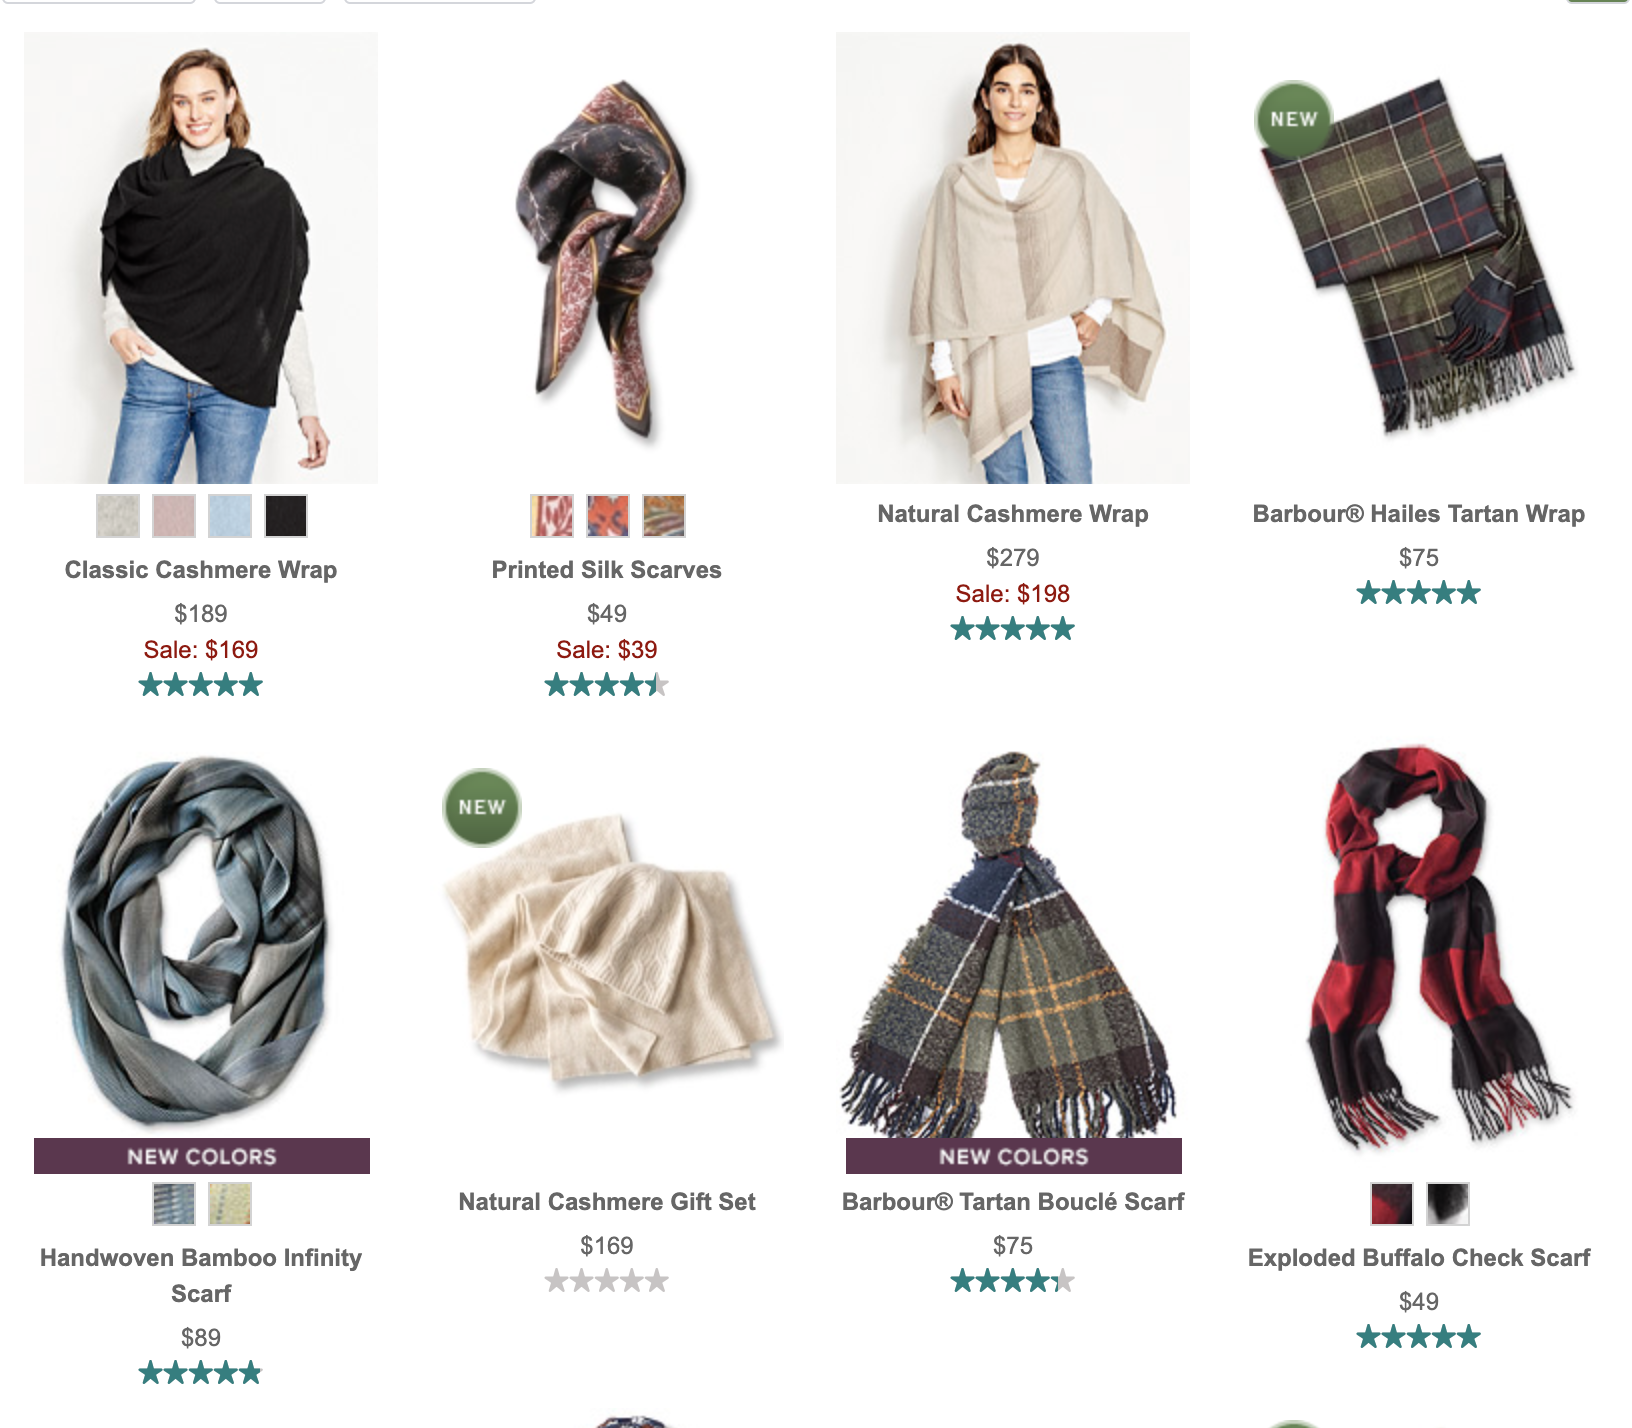 NEW
Classic Cashmere Wrap
$189
Sale: $169
Printed Silk Scarves
$49
Sale: $39
Natural Cashmere Wrap
$279
Sale: $198
Barbour® Hailes Tartan Wrap
$75
NEW COLORS
Handwoven Bamboo Infinity
Scarf
$89
NEW
Natural Cashmere Gift Set
$169
NEW COLORS
Barbour® Tartan Bouclé Scarf
$75
Exploded Buffalo Check Scarf
$49